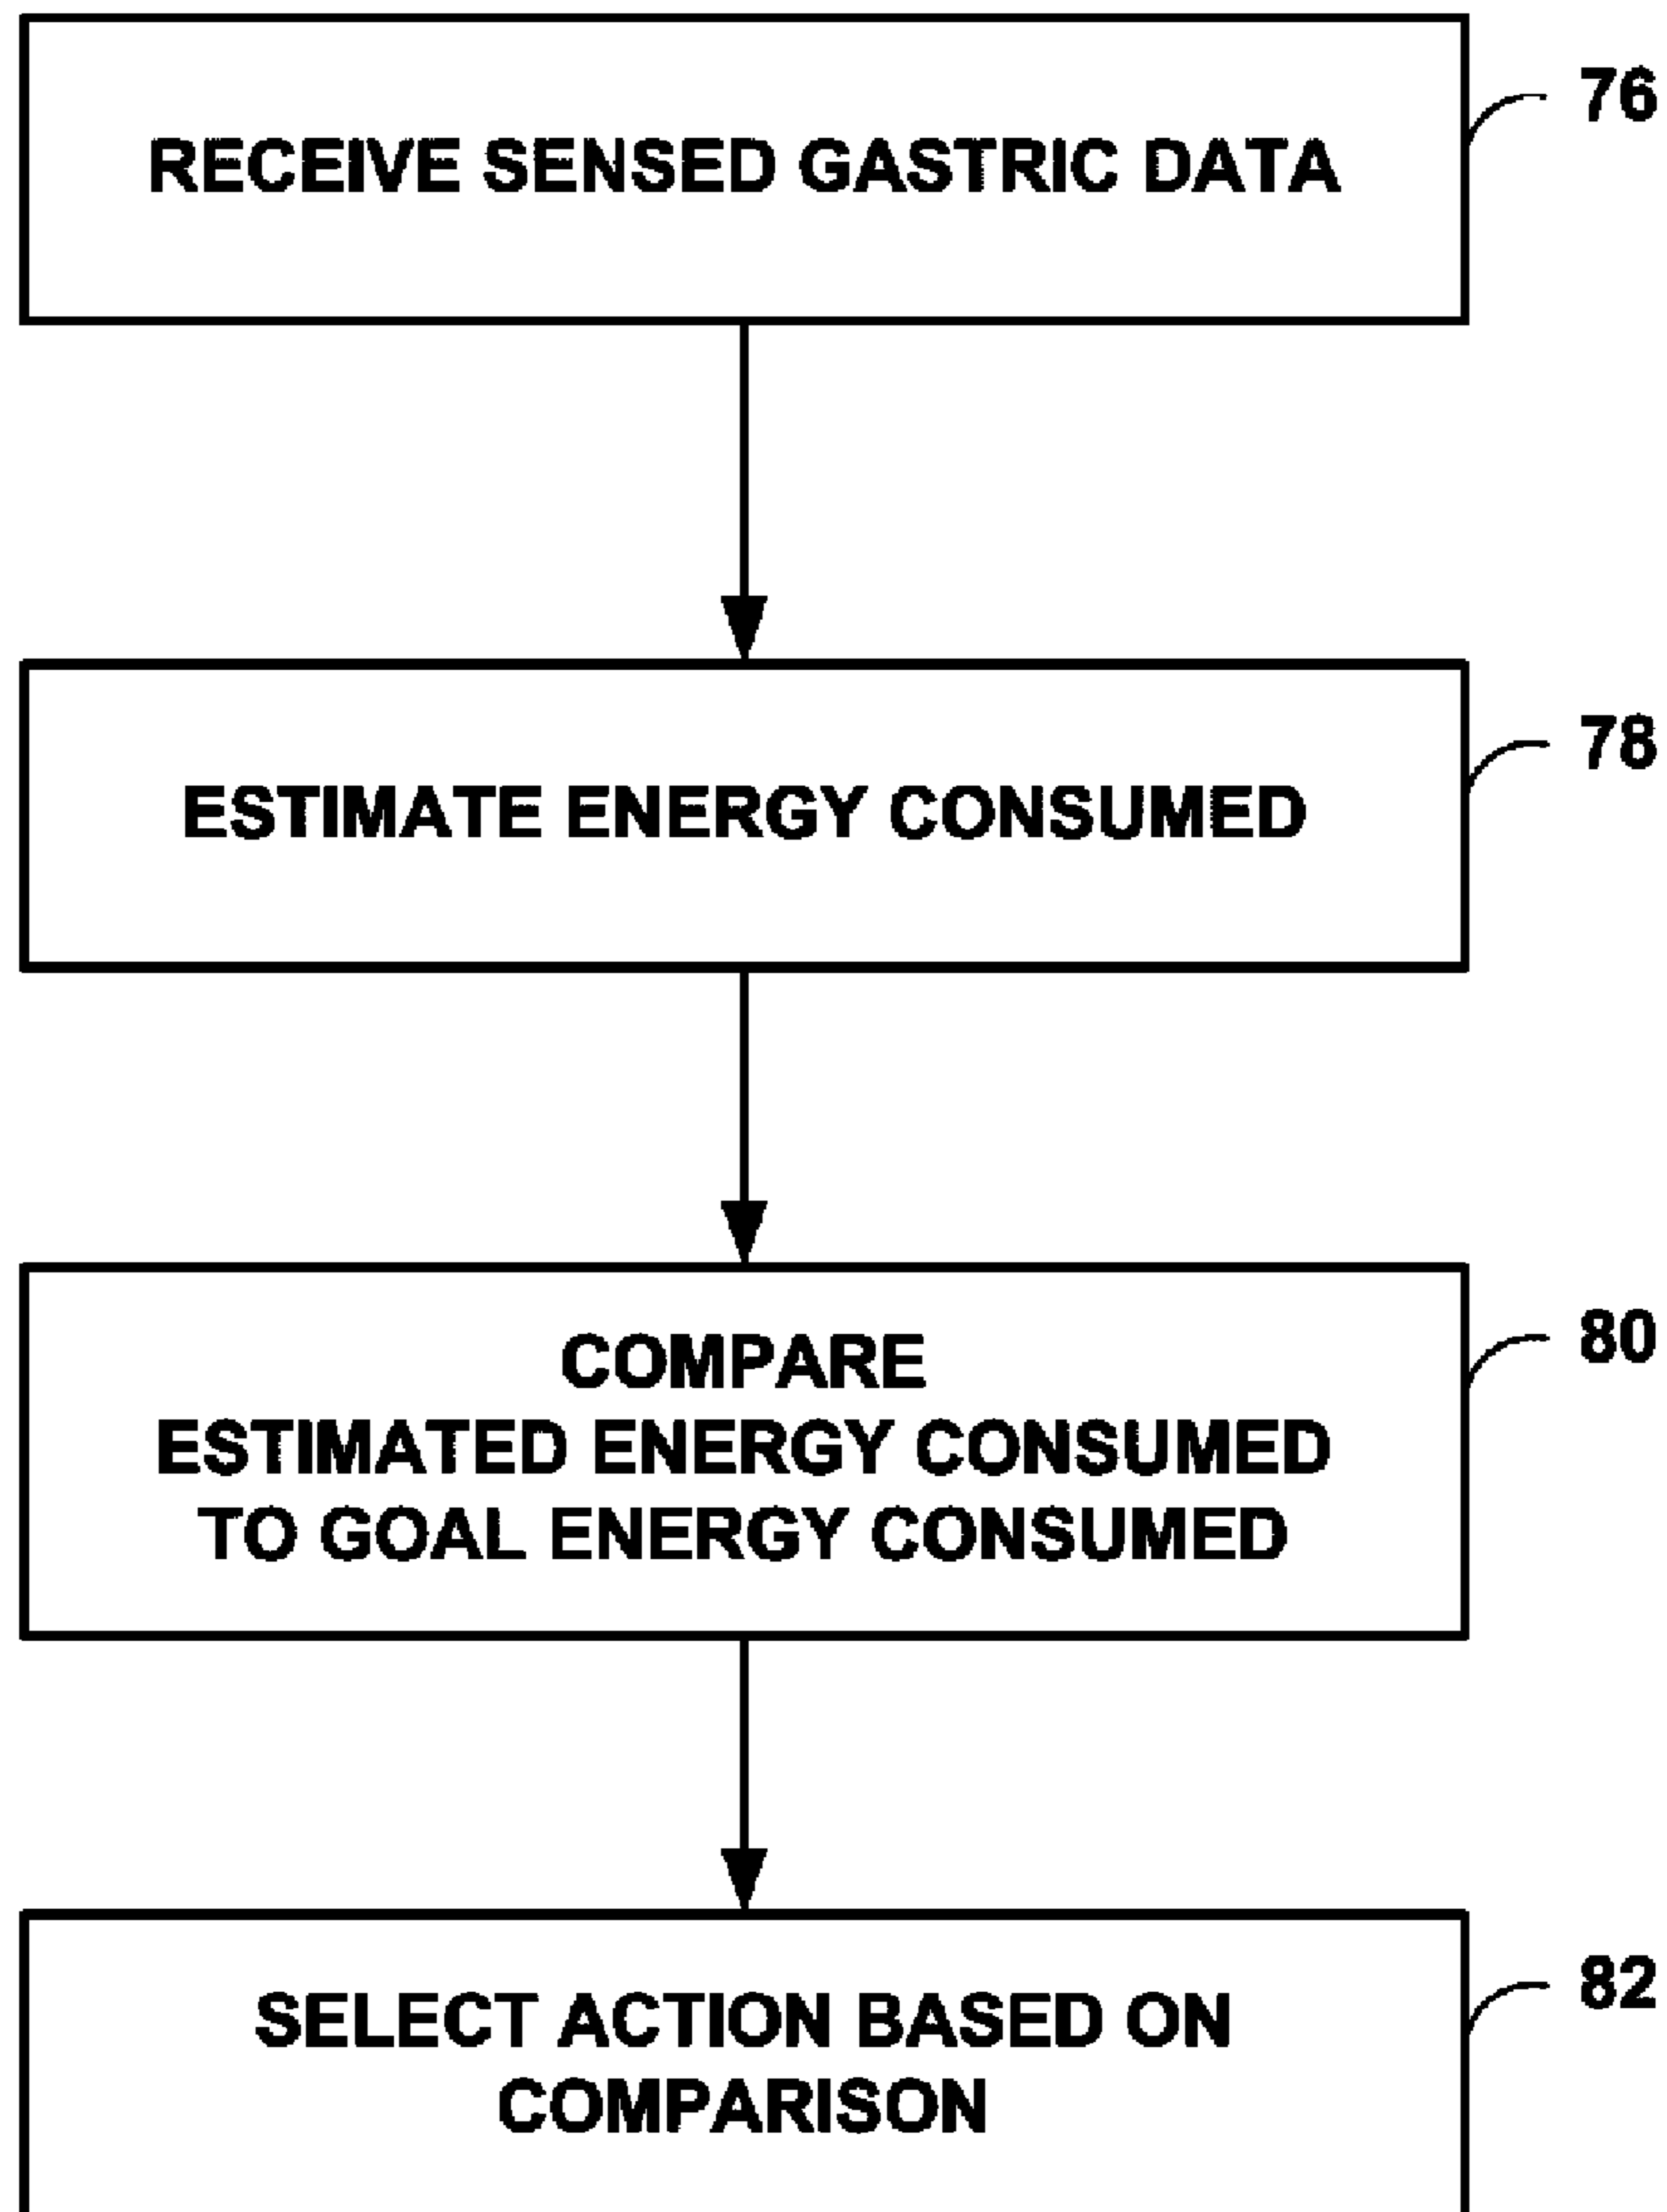 RECEIVE SENSED GASTRIC DATA
76
ESTIMATE ENERGY CONSUMED
78
COMPARE
ESTIMATED ENERGY CONSUMED
TO GOAL ENERGY CONSUMED
80
SELECT ACTION BASED ON
COMPARISON
82